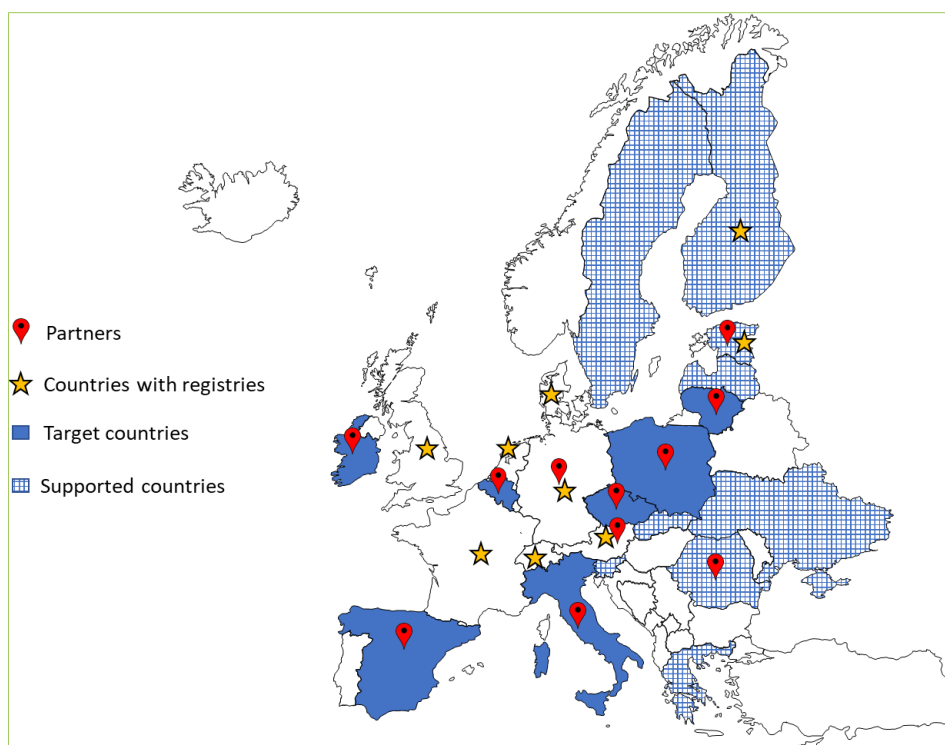 Partners
Countries with registries
Target countries
Supported countries